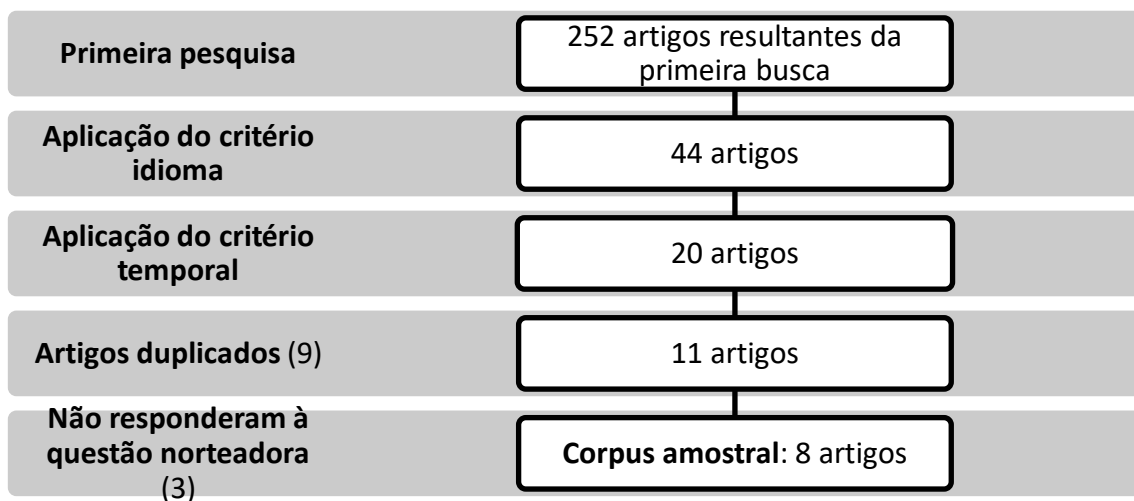 Primeira pesquisa
252 artigos resultantes da
primeira busca
Aplicação do critério
idioma
44 artigos
Aplicação do critério
temporal
20 artigos
Artigos duplicados (9)
11 artigos
Não responderam à
questão norteadora
(3)
Corpus amostral: 8 artigos